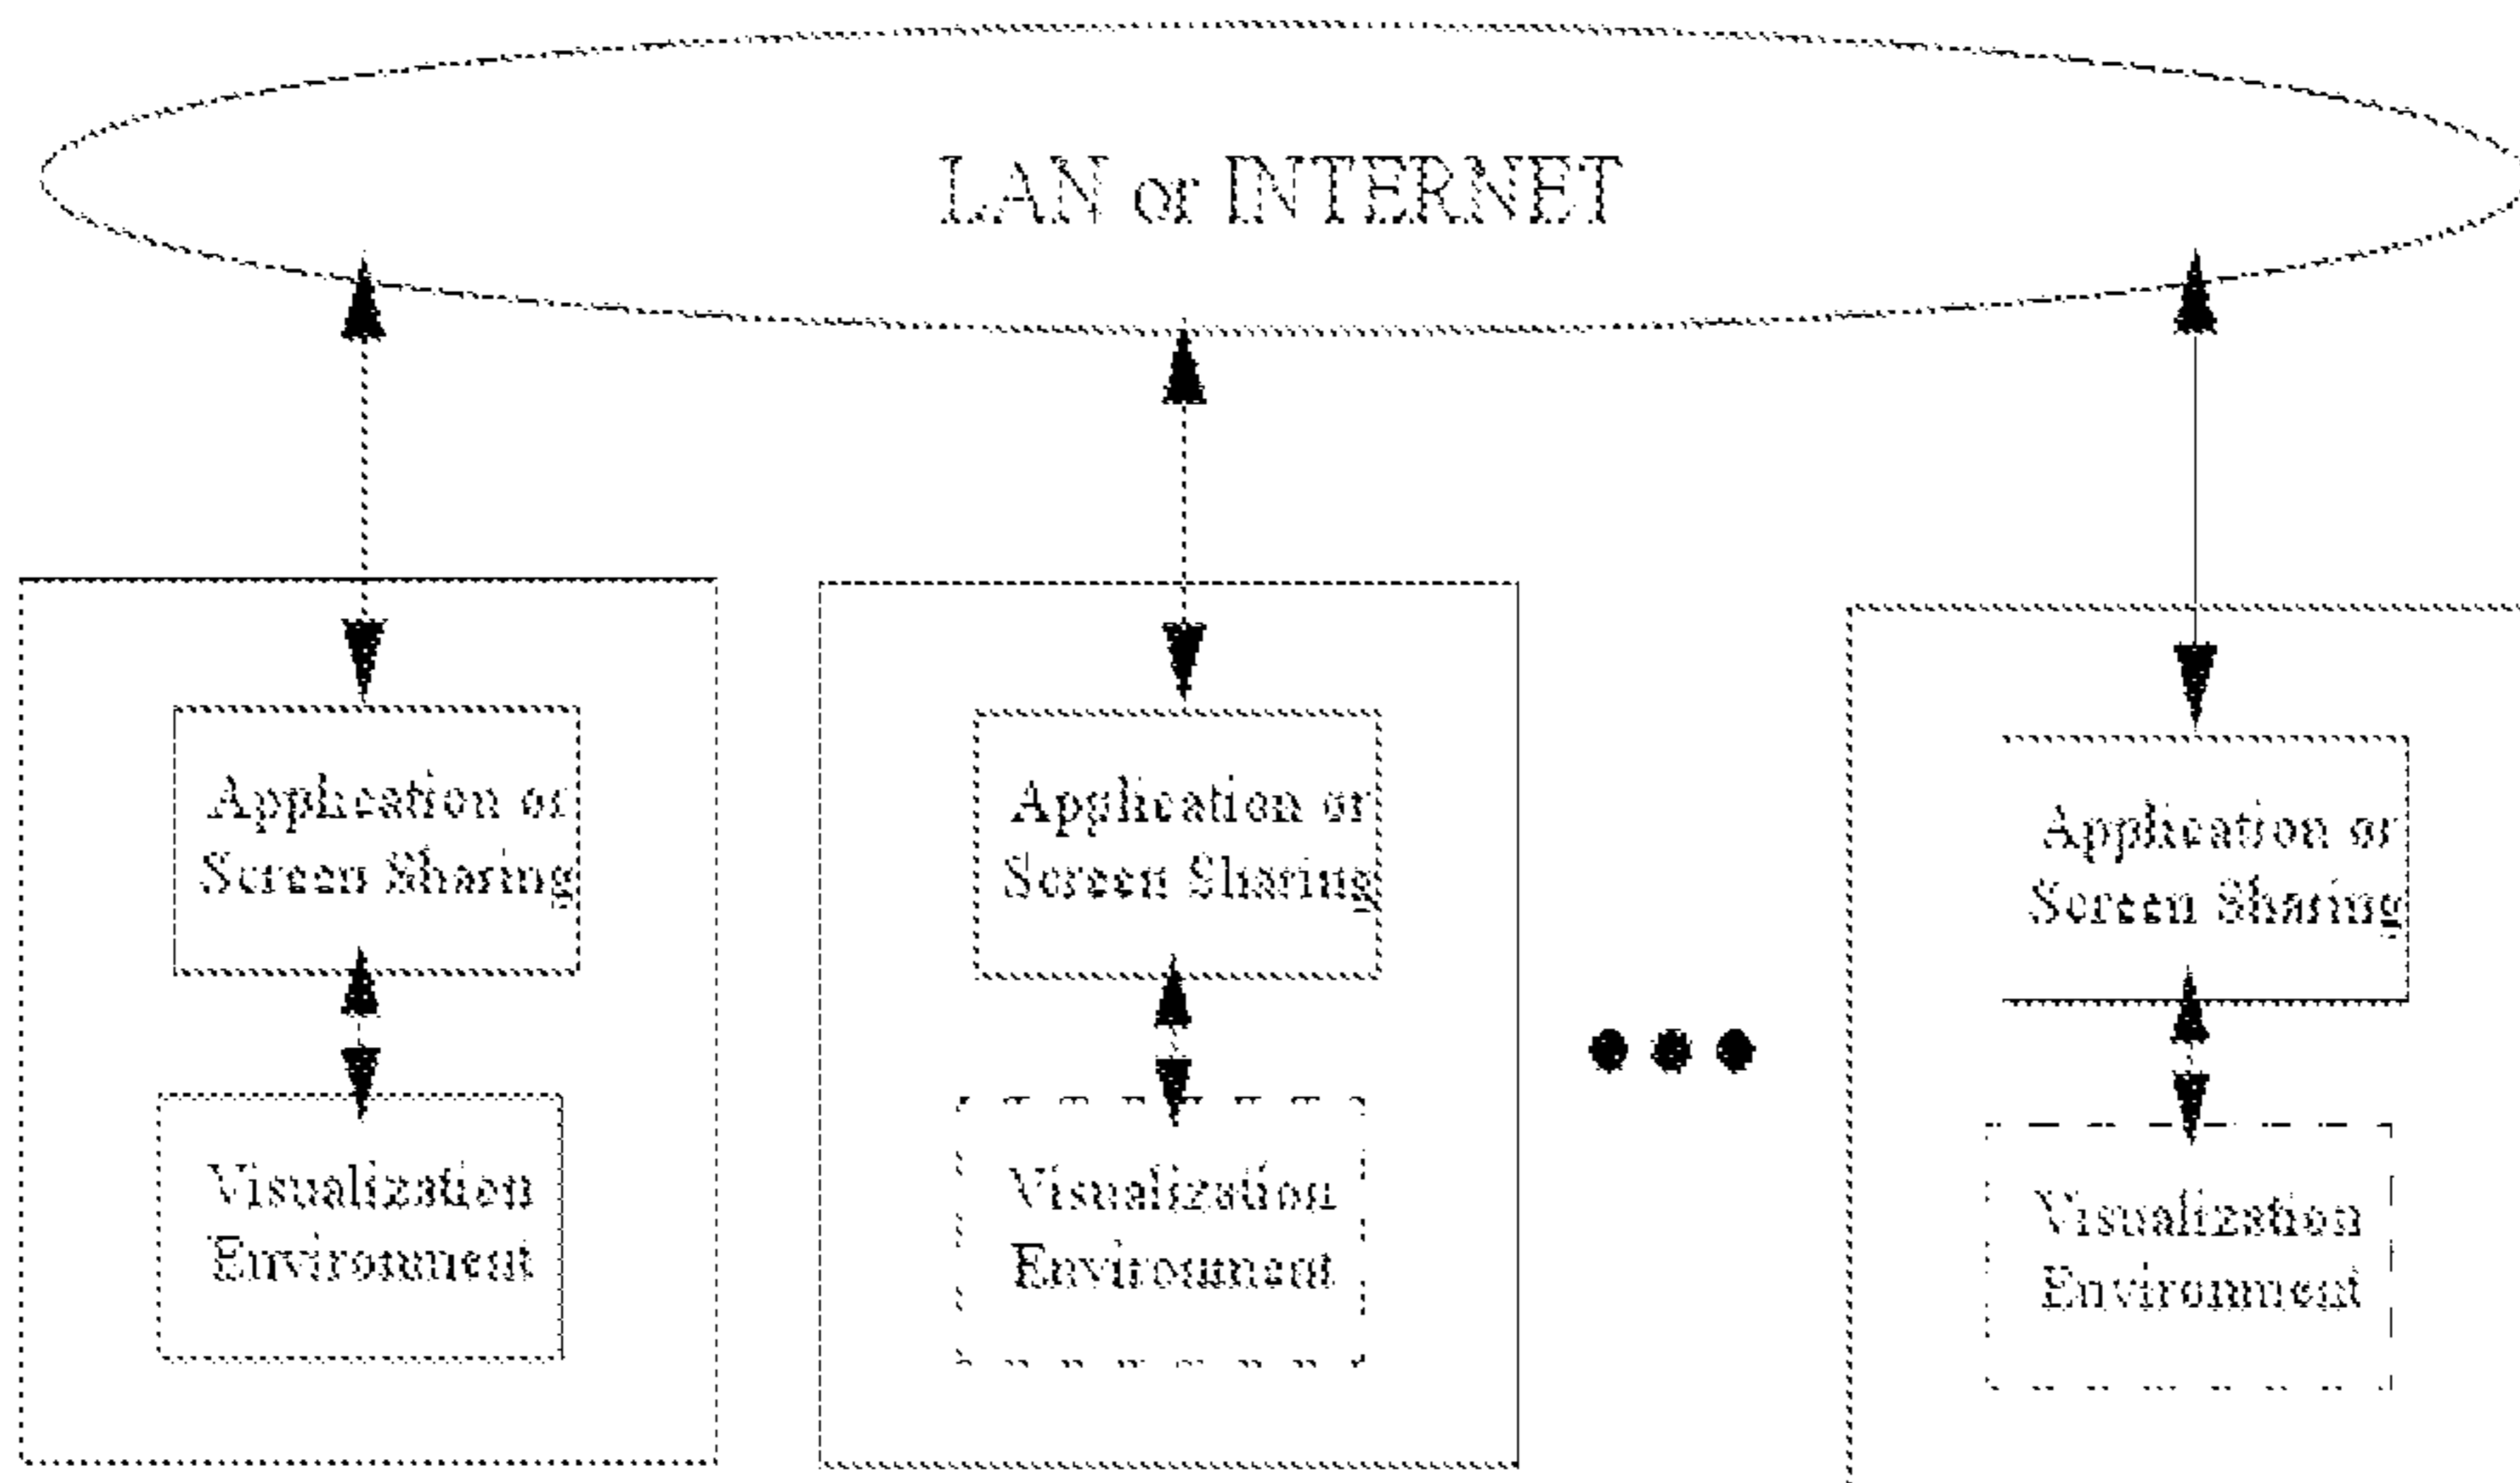 LAN or INTERNET
Application or
Screen Sharing
Application or
Screen Sharing
Application or
Screen Sharing
Visualization
Environment
Visualization
Environment
Visualization
Environment